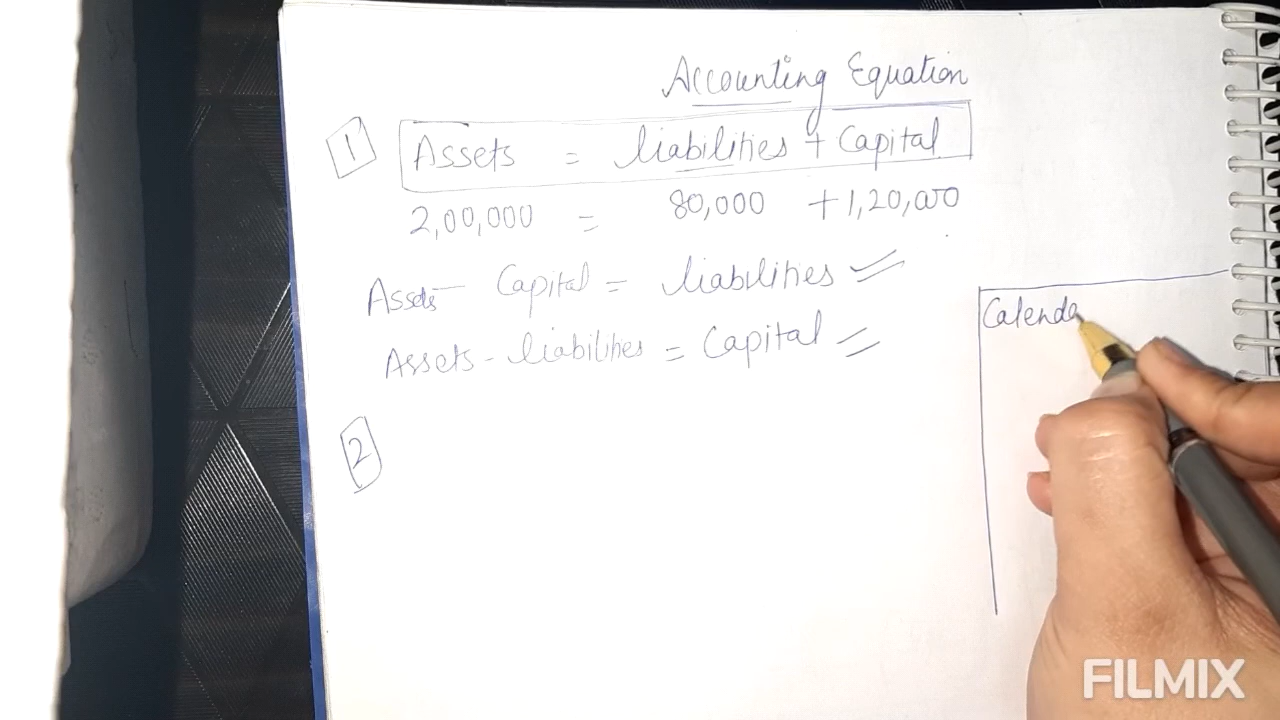 Accounting Equation
1 Assets = liabilities + Capital
2,00,000 = 80,000 + 1,20,000
Assets - Capital = liabilities
Assets - liabilities = Capital
Calenda
2
FILMIX